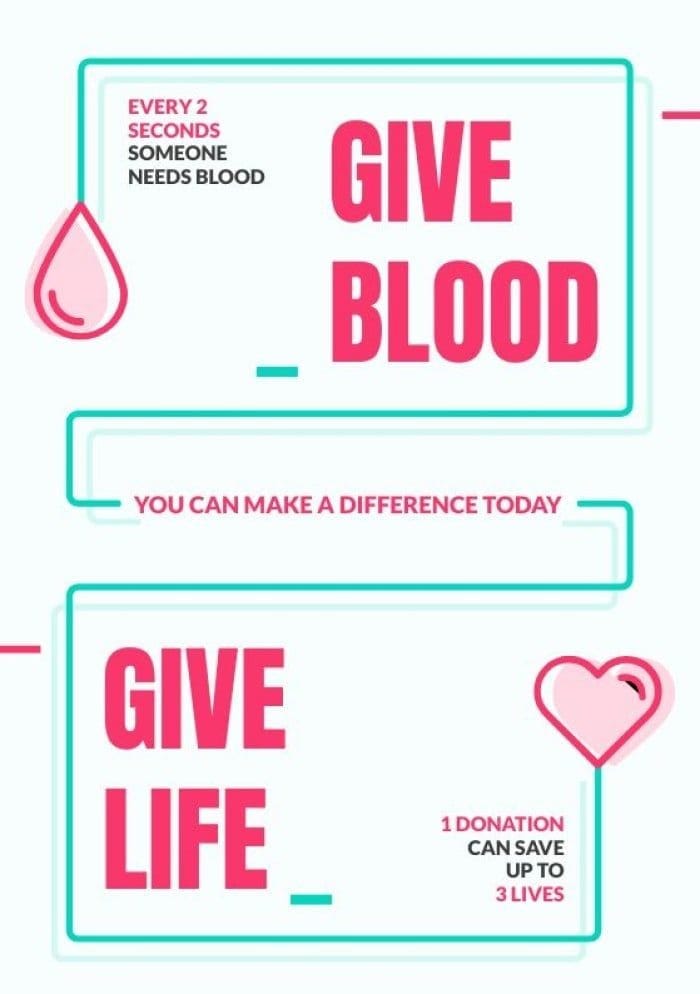 EVERY 2
SECONDS
SOMEONE
NEEDS BLOOD
GIVE
BLOOD
YOU CAN MAKE A DIFFERENCE TODAY
GIVE
LIFE
1 DONATION
CAN SAVE
UP TO
3 LIVES